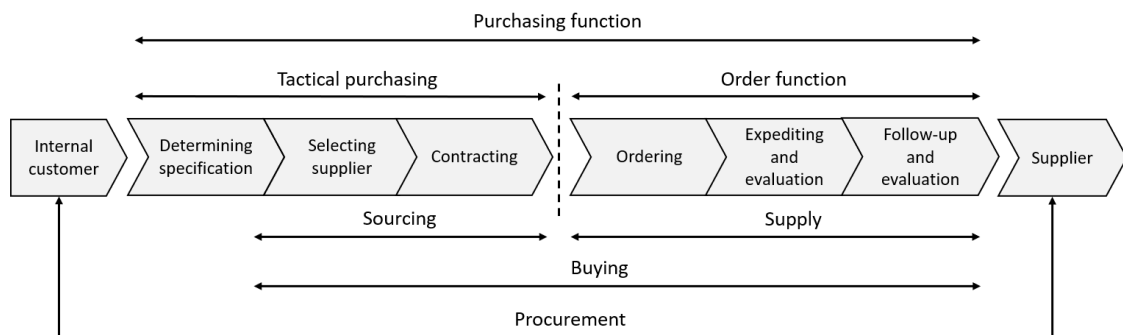 Purchasing function
Tactical purchasing
Order function
Internal
customer
Determining
specification
Selecting
supplier
Contracting
Ordering
Expediting
and
evaluation
Follow-up
and
evaluation
Supplier
Sourcing
Supply
Buying
Procurement